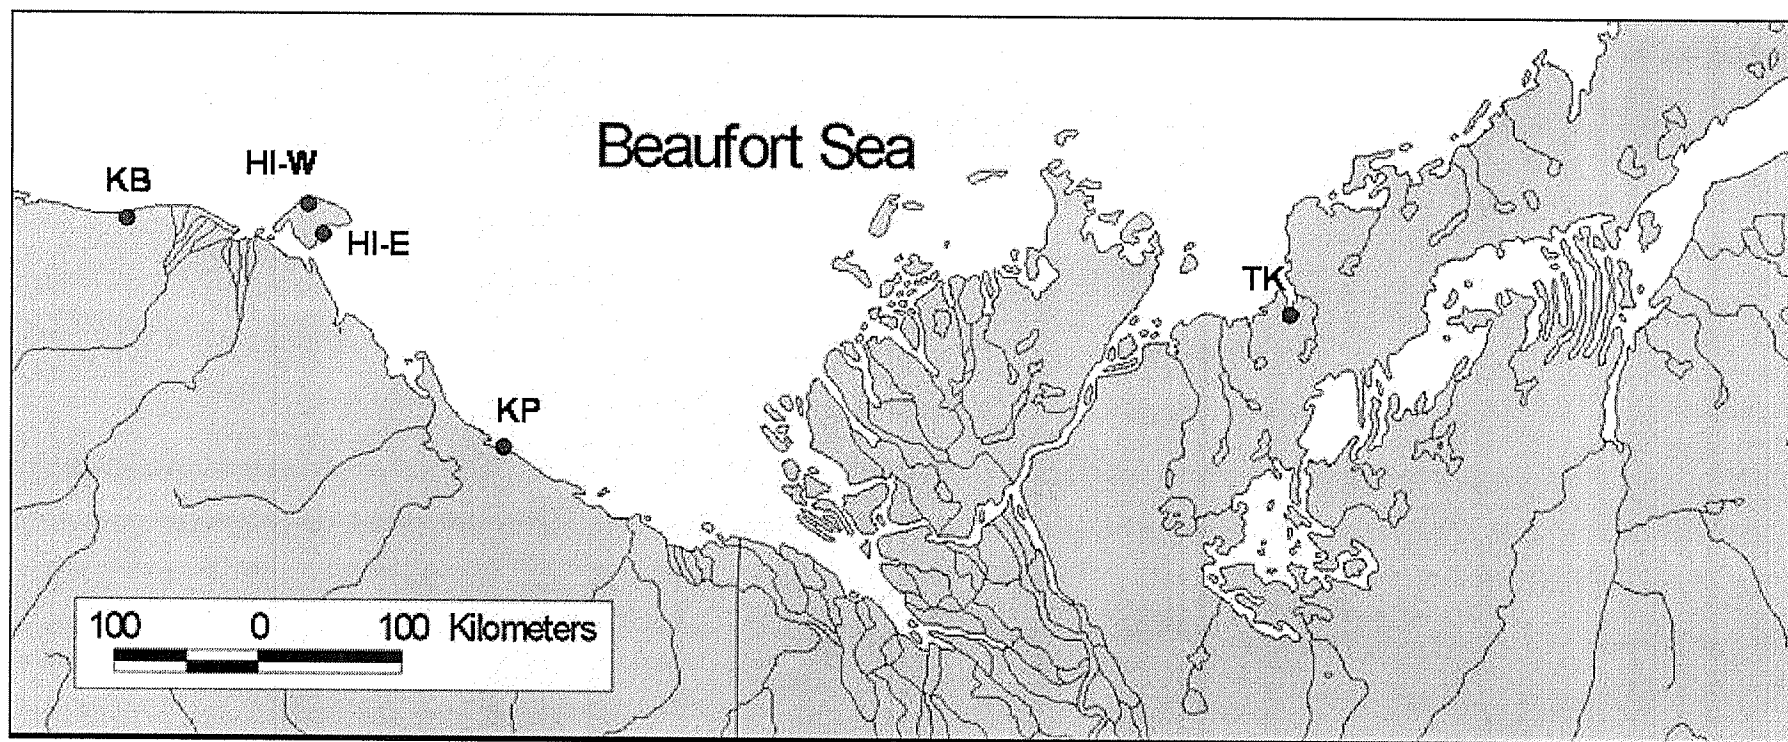 Beaufort Sea
KB
HI-W
HI-E
TK
KP
100 0 100 Kilometers